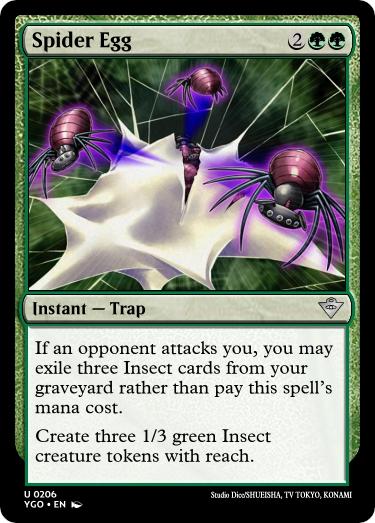 Spider Egg 2
Instant — Trap
If an opponent attacks you, you may
exile three Insect cards from your
graveyard rather than pay this spell's
mana cost.
Create three 1/3 green Insect
creature tokens with reach.
U 0206
YGO • EN
Studio Dice/SHUEISHA, TV TOKYO, KONAMI